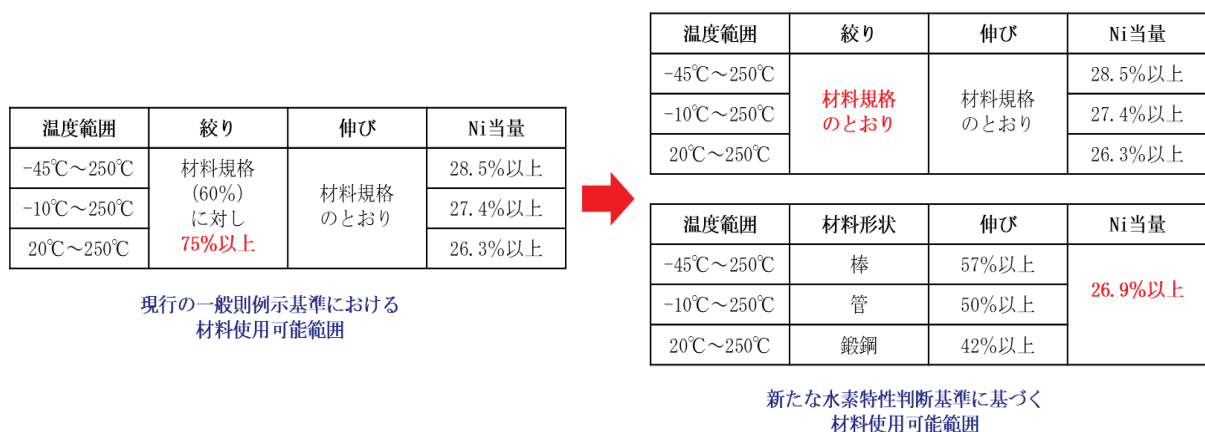 温度範囲 絞り 伸び Ni当量
-45℃～250℃ 材料規格 (60%) に対し 75%以上 材料規格 のとおり 28.5%以上
-10℃～250℃ 27.4%以上
20℃～250℃ 26.3%以上
現行の一般則例示基準における
材料使用可能範囲
温度範囲 絞り 伸び Ni当量
-45℃～250℃ 材料規格 のとおり 材料規格 のとおり 28.5%以上
-10℃～250℃ 27.4%以上
20℃～250℃ 26.3%以上
温度範囲 材料形状 伸び Ni当量
-45℃～250℃ 棒 57%以上 26.9%以上
-10℃～250℃ 管 50%以上
20℃～250℃ 鍛鋼 42%以上
新たな水素特性判断基準に基づく
材料使用可能範囲